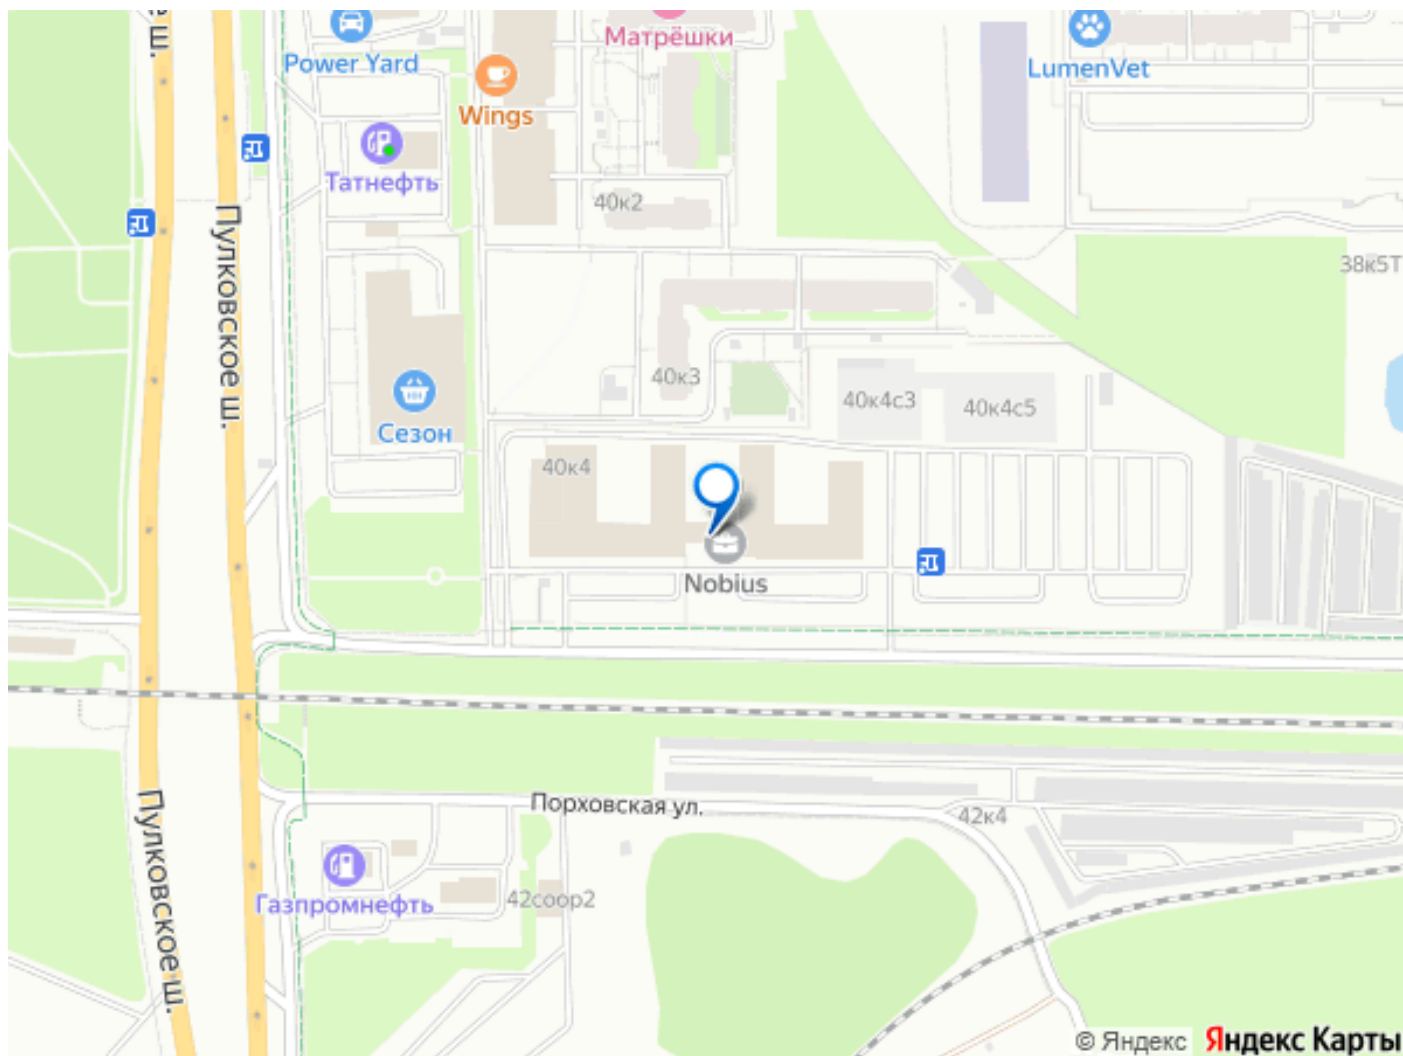 Матрёшки
Power Yard
LumenVet
Wings
Татнефть
40к2
Пулковское ш.
38к5Т
40к3
40к4с3
40к4с5
Сезон
40к4
Nobius
Порховская ул.
42к4
Пулковское ш.
Газпромнефть
42соор2
© Яндекс Яндекс Карты